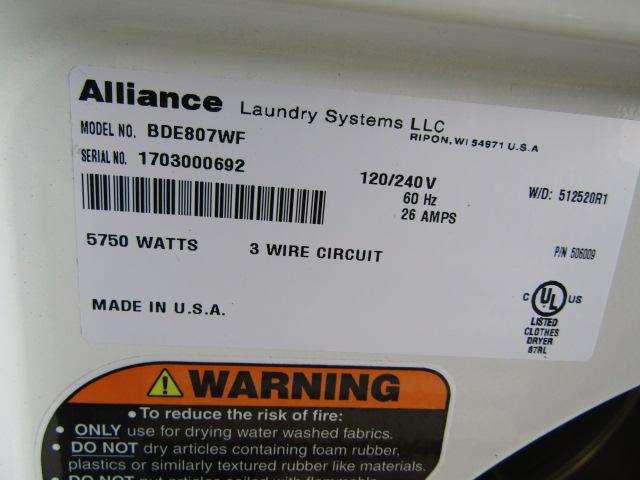 Alliance Laundry Systems LLC
RIPON, WI 54971 U.S.A
MODEL NO. BDE807WF
SERIAL NO. 1703000692
120/240 V
60 Hz
26 AMPS
W/D: 512520R1
5750 WATTS 3 WIRE CIRCUIT
P/N 506009
MADE IN U.S.A.
C UL US
LISTED
CLOTHES
DRYER
87RL
WARNING
• To reduce the risk of fire:
• ONLY use for drying water washed fabrics.
• DO NOT dry articles containing foam rubber,
plastics or similarly textured rubber like materials.
• DO NOT